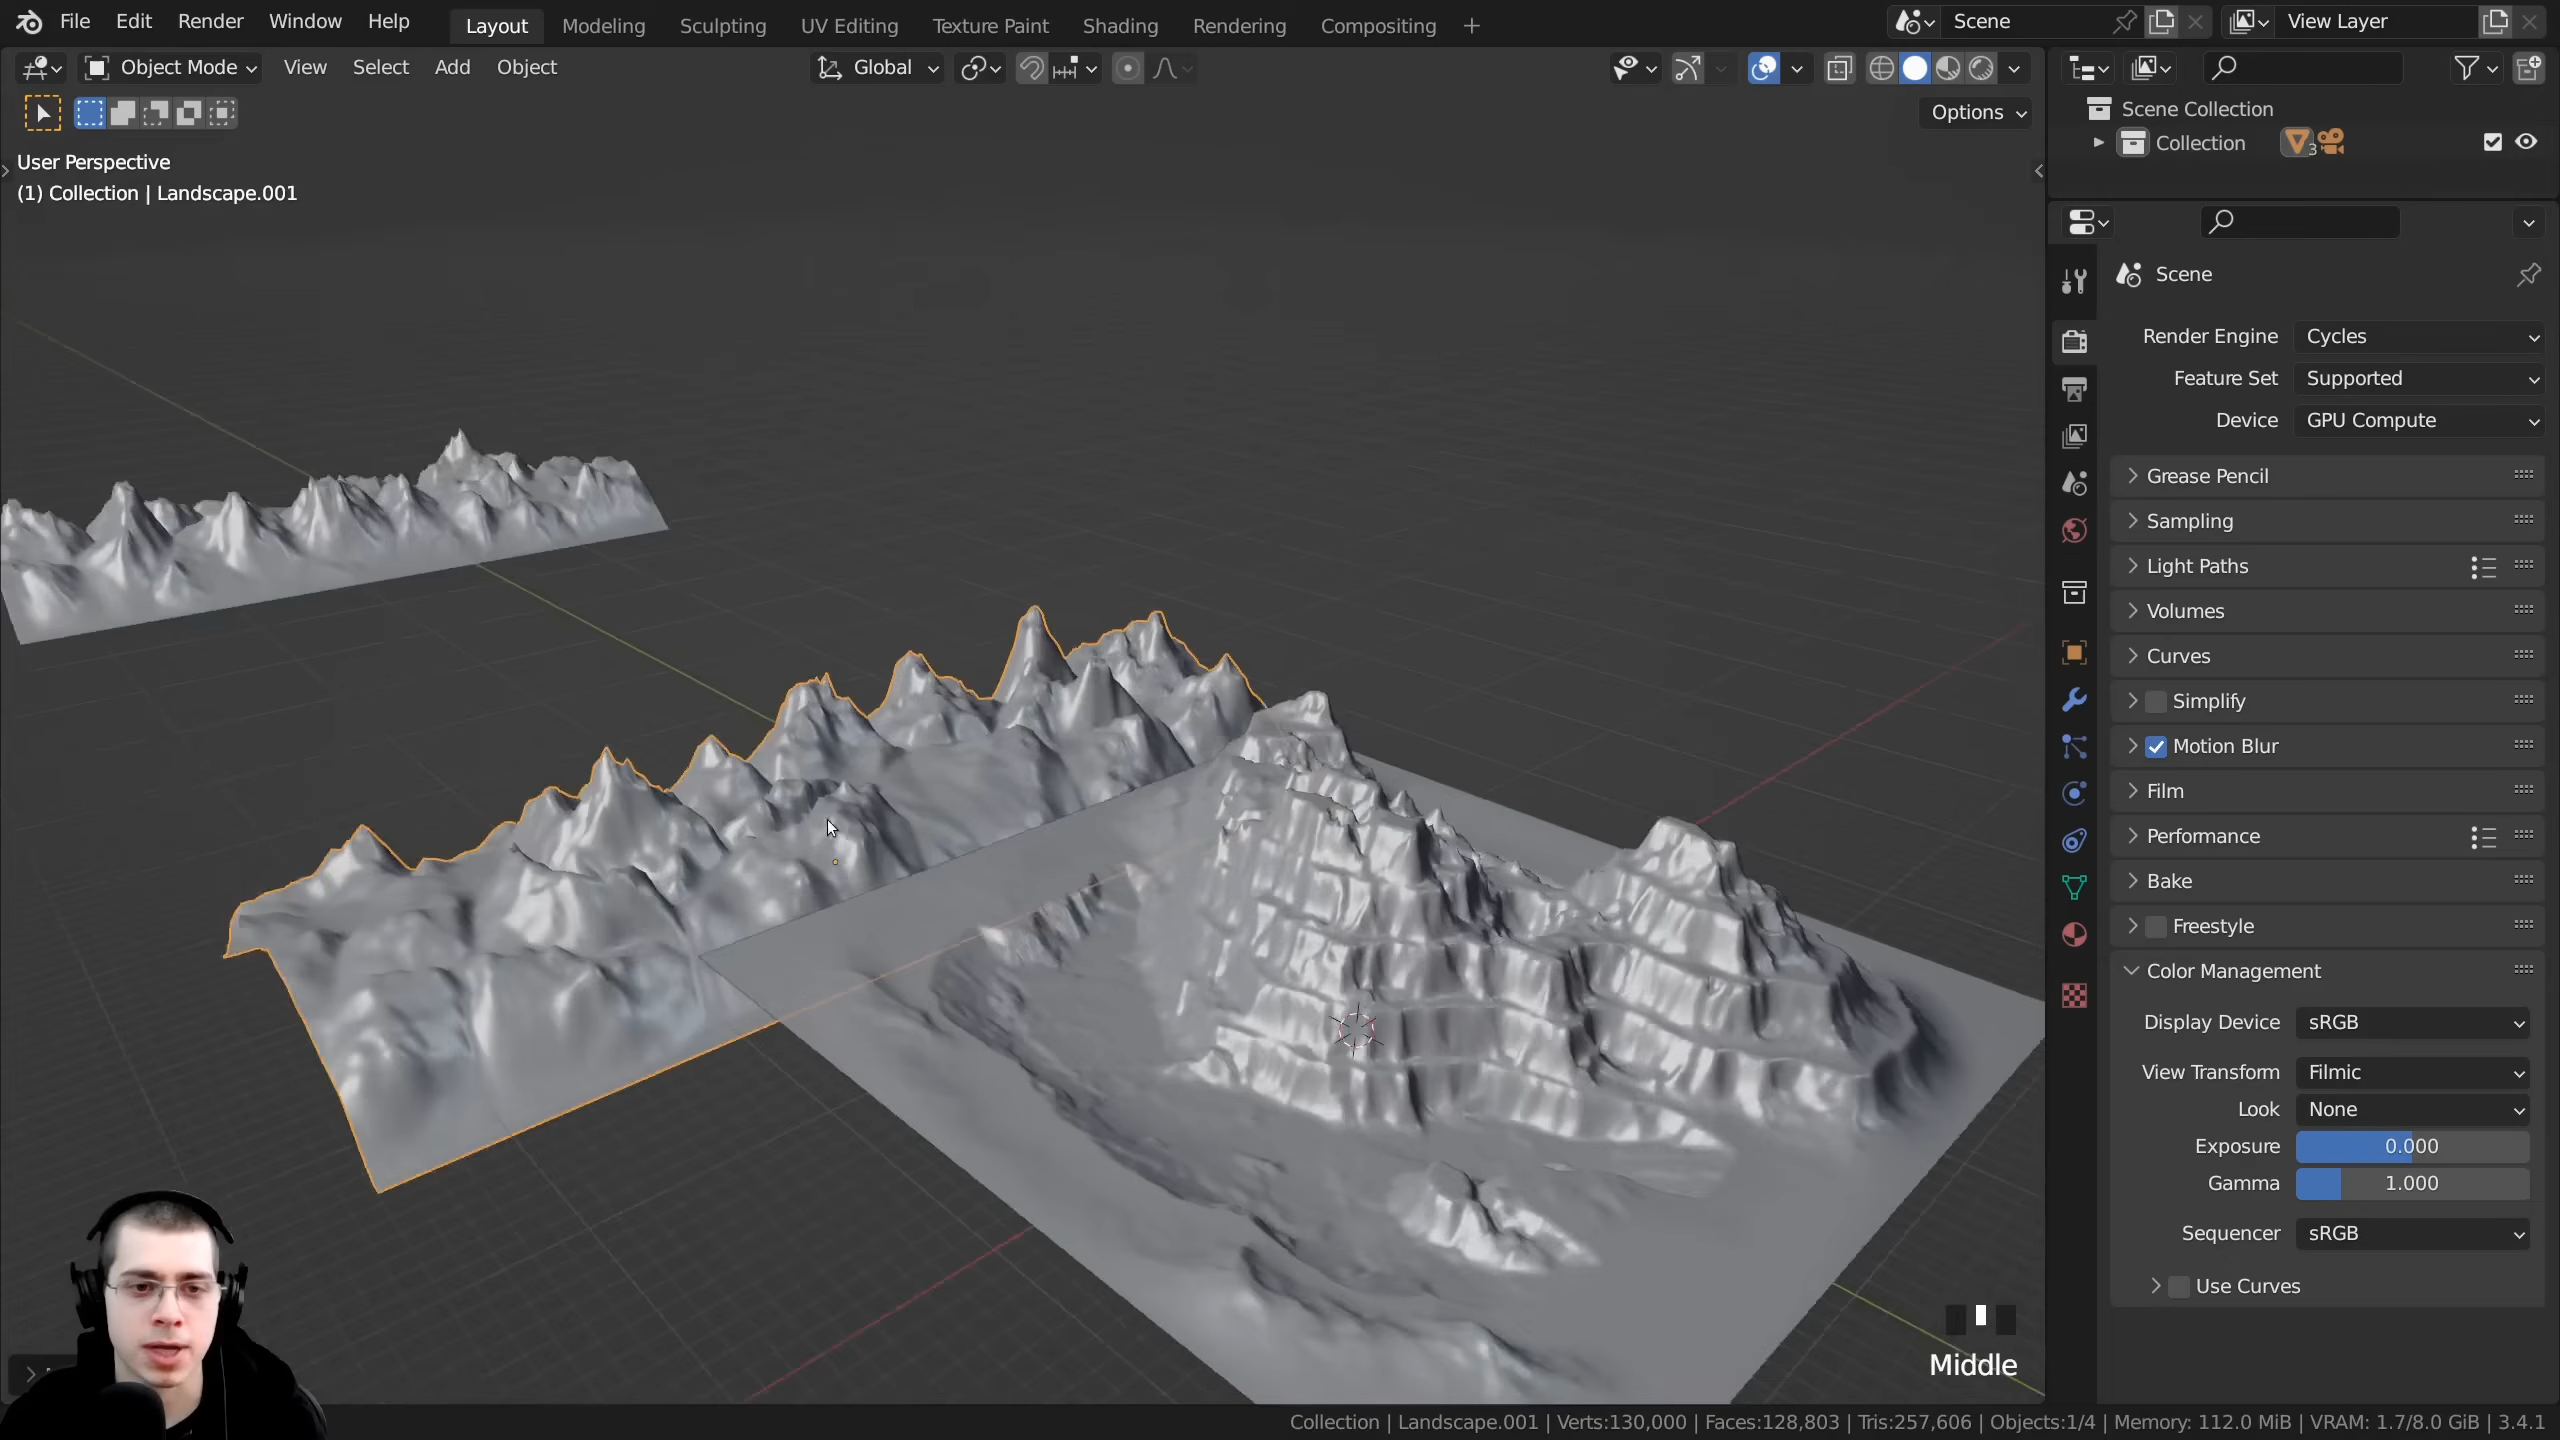 File Edit Render Window Help Layout Modeling Sculpting UV Editing Texture Paint Shading Rendering Compositing + Scene View Layer
Object Mode View Select Add Object Global
Options
User Perspective
(1) Collection | Landscape.001
Scene Collection
Collection 3
Scene
Render Engine Cycles
Feature Set Supported
Device GPU Compute
Grease Pencil
Sampling
Light Paths
Volumes
Curves
Simplify
Motion Blur
Film
Performance
Bake
Freestyle
Color Management
Display Device sRGB
View Transform Filmic
Look None
Exposure 0.000
Gamma 1.000
Sequencer sRGB
Use Curves
Middle
Collection | Landscape.001 | Verts:130,000 | Faces:128,803 | Tris:257,606 | Objects:1/4 | Memory: 112.0 MiB | VRAM: 1.7/8.0 GiB | 3.4.1